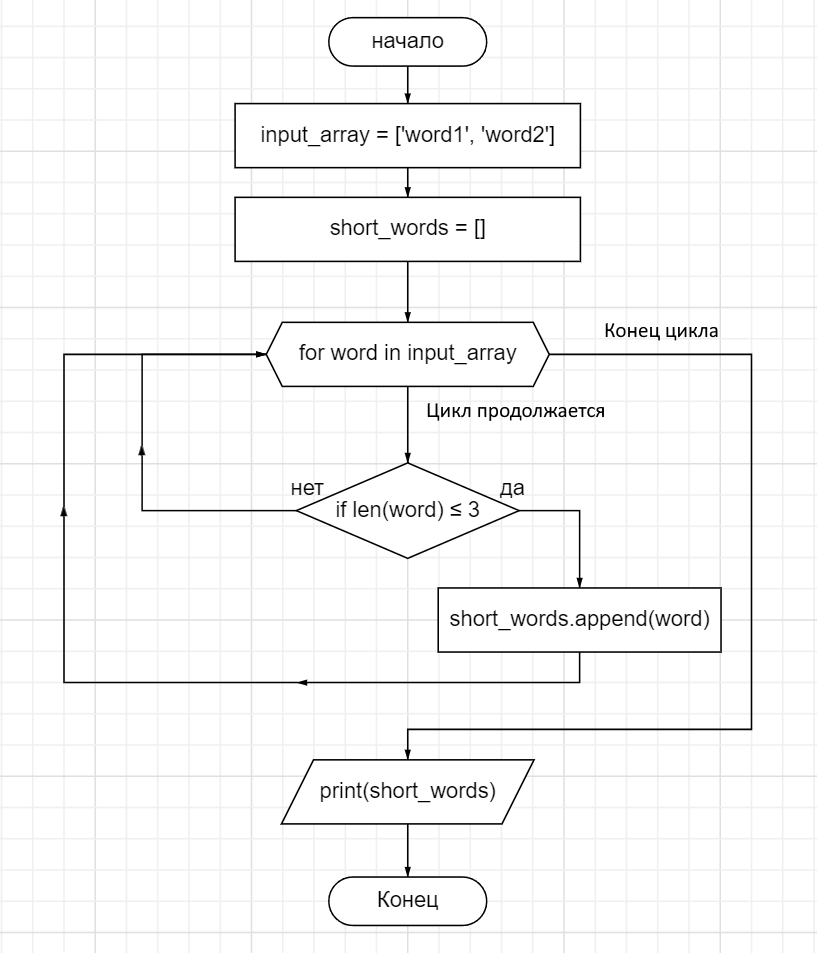 начало
input_array = ['word1', 'word2']
short_words = []
for word in input_array
Конец цикла
Цикл продолжается
нет
да
if len(word) ≤ 3
short_words.append(word)
print(short_words)
Конец